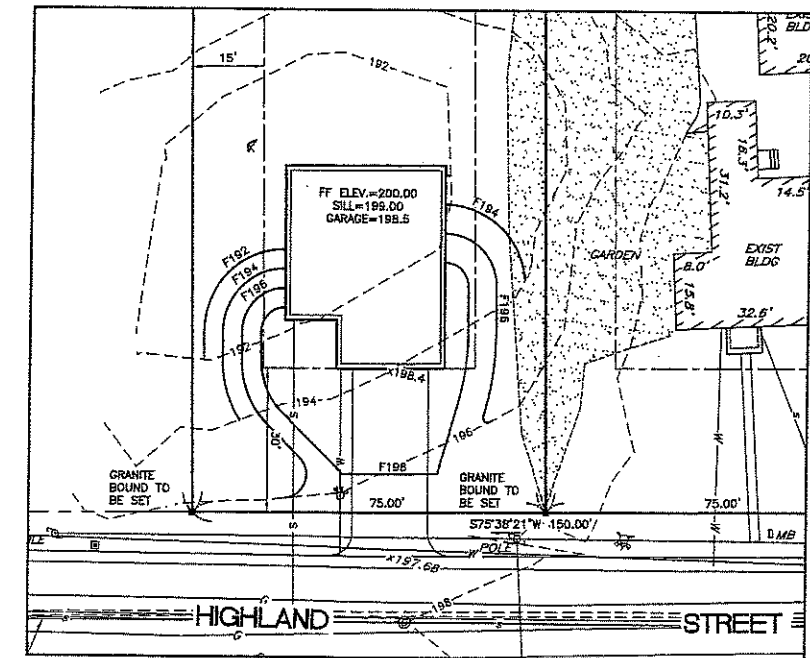 20.2'
BLD
15'
192
10.3'
18.3'
31.2'
14.5
FF ELEV.=200.00
SILL=199.00
GARAGE=198.5
F194
F192
F194
F196
GARDEN
EXIST
BLDG
8.0'
F196
15.8'
32.6'
192
x198.4
194
S
196
S
30'
W
W
W
F198
GRANITE
BOUND TO
BE SET
75.00'
GRANITE
BOUND TO
BE SET
75.00'
S75°38'21"W 150.00'/
S
W
POLE
MB
x197.68
198
G
G
S
S
HIGHLAND STREET
G
G